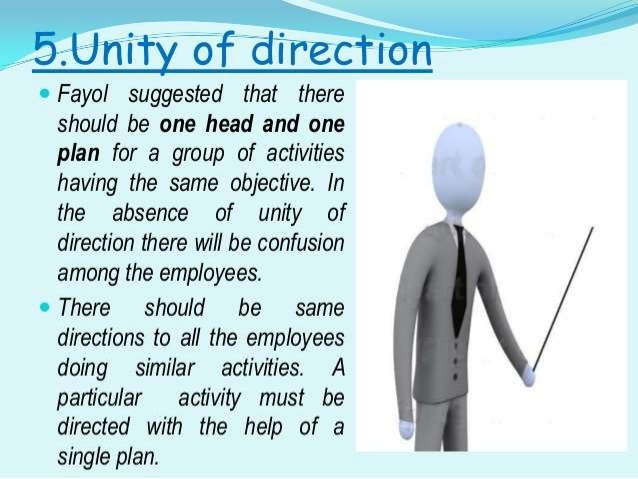 5.Unity of direction
Fayol suggested that there
should be one head and one
plan for a group of activities
having the same objective. In
the absence of unity of
direction there will be confusion
among the employees.
There should be same
directions to all the employees
doing similar activities. A
particular activity must be
directed with the help of a
single plan.